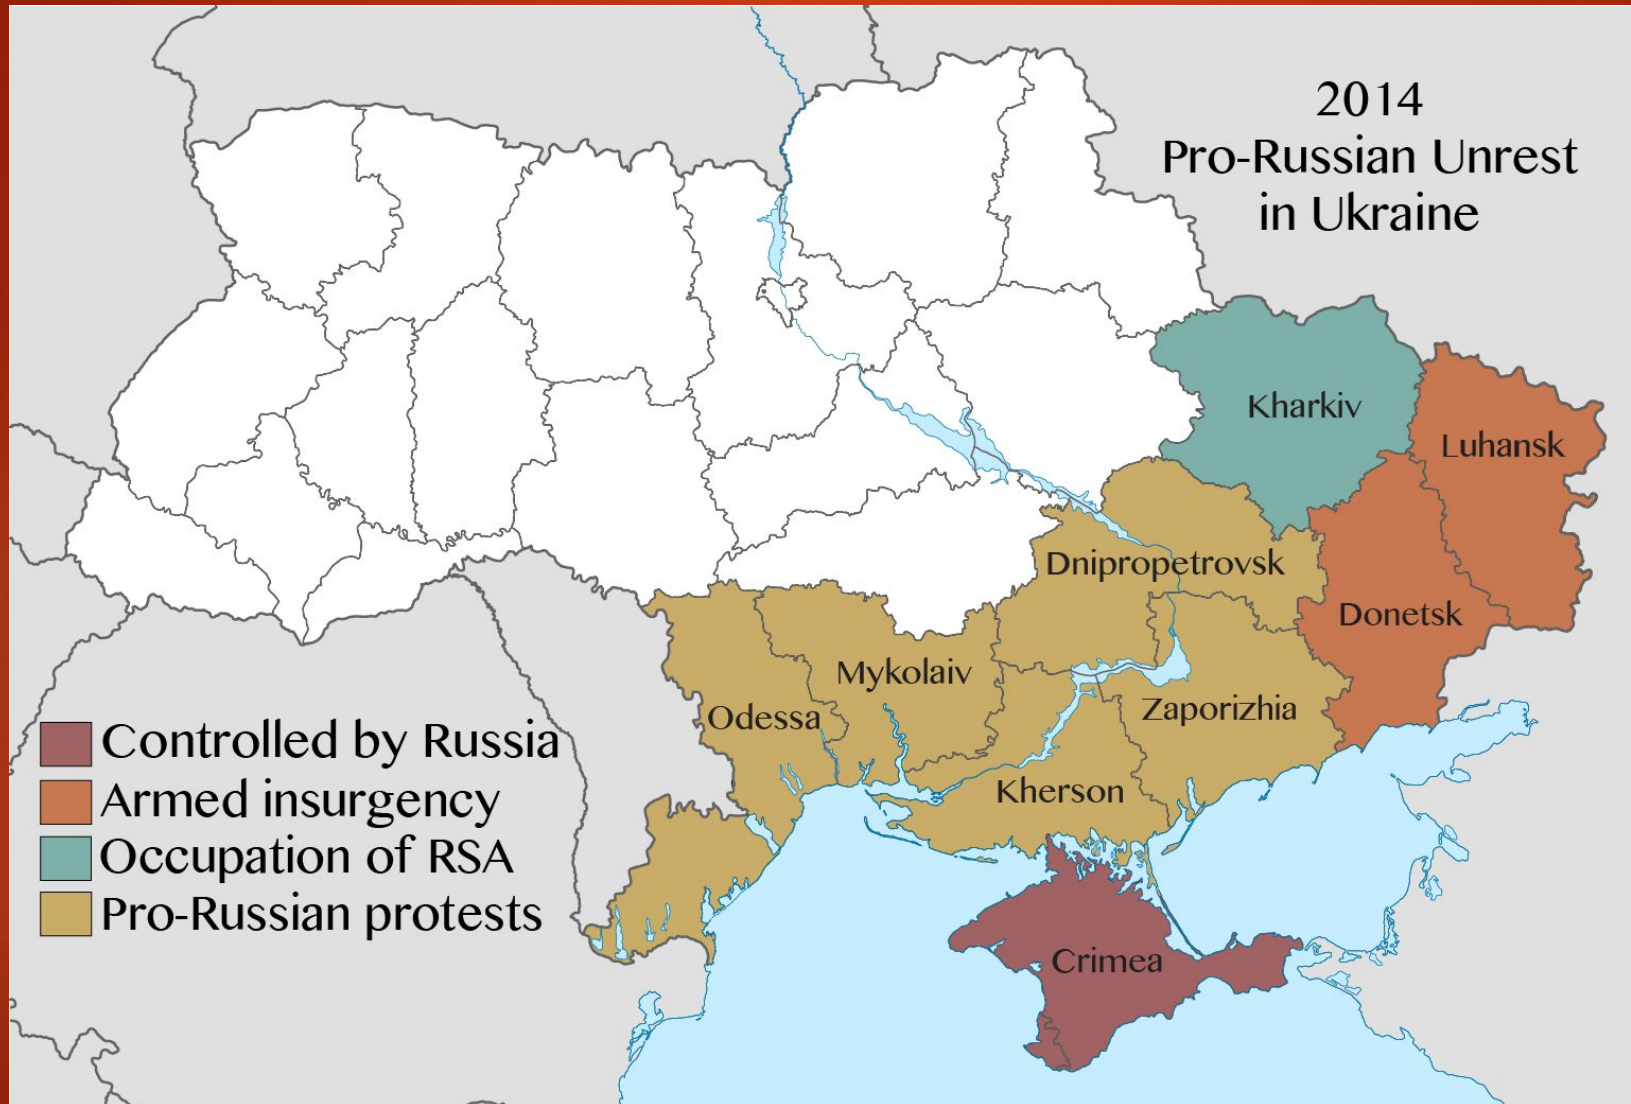 2014
Pro-Russian Unrest
in Ukraine
Kharkiv
Luhansk
Dnipropetrovsk
Donetsk
Mykolaiv
Odessa
Zaporizhia
Kherson
Crimea
Controlled by Russia
Armed insurgency
Occupation of RSA
Pro-Russian protests